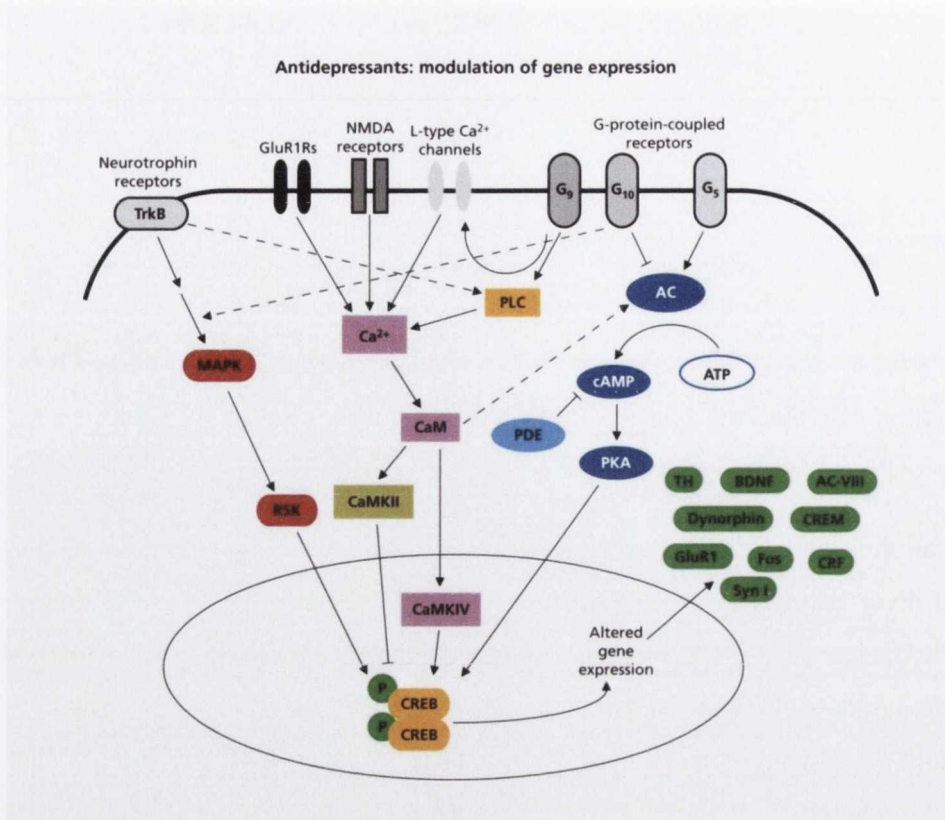 Antidepressants: modulation of gene expression
Neurotrophin
receptors
GluR1Rs
NMDA
receptors
L-type Ca²⁺
channels
G-protein-coupled
receptors
TrkB
G₉
G₁₀
G₅
PLC
AC
Ca²⁺
MAPK
cAMP
ATP
CaM
PDE
PKA
TH
BDNF
AC-VIII
CaMKII
RSK
Dynorphin
CREM
GluR1
Fos
CRF
Syn I
CaMKIV
Altered
gene
expression
P
CREB
P
CREB